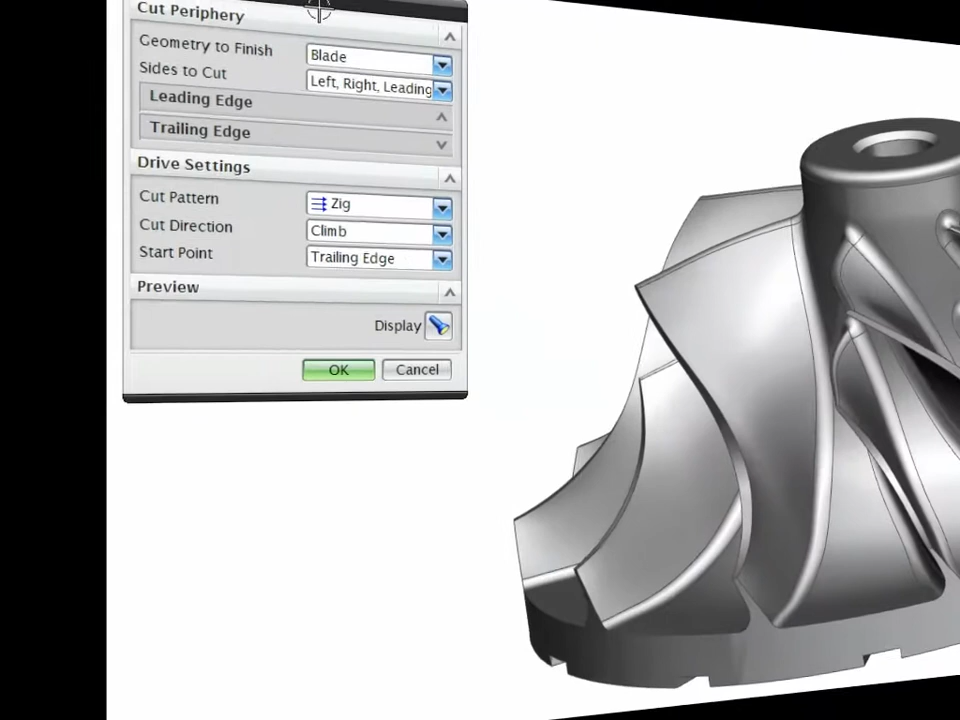 Cut Periphery
Geometry to Finish Blade
Sides to Cut Left, Right, Leading
Leading Edge
Trailing Edge
Drive Settings
Cut Pattern Zig
Cut Direction Climb
Start Point Trailing Edge
Preview
Display
OK Cancel